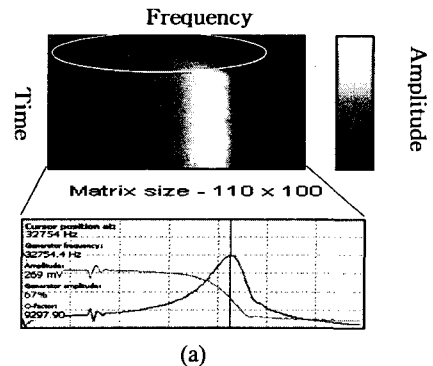 Frequency
Time
Amplitude
Matrix size - 110 x 100
Cursor position at:
32754 Hz
Generator frequency:
32754.4 Hz
Amplitude:
269 mV
Generator amplitude:
67%
Q-factor:
9297.90
(a)